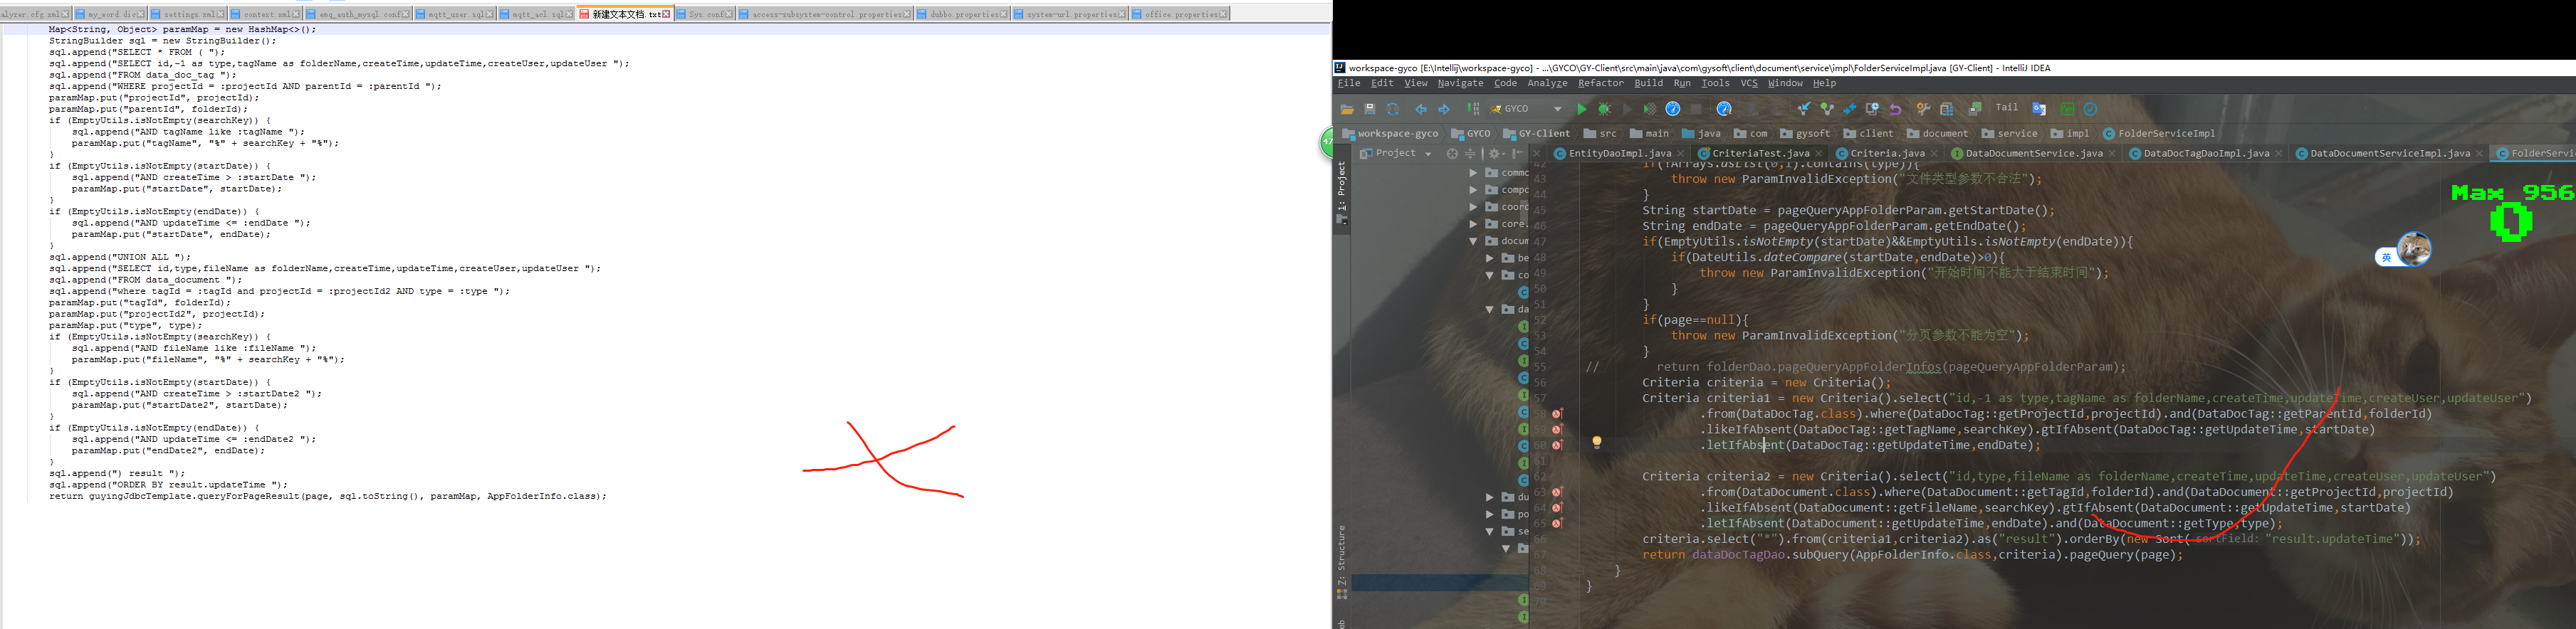 alyzer.cfg.xml
my_word.dic
settings.xml
context.xml
emq_auth_mysql.conf
mqtt_user.sql
mqtt_acl.sql
新建文本文档.txt
Sys.conf
access-subsystem-control.properties
dubbo.properties
system-url.properties
office.properties
Map<String, Object> paramMap = new HashMap<>();
StringBuilder sql = new StringBuilder();
sql.append("SELECT * FROM ( ");
sql.append("SELECT id,-1 as type,tagName as folderName,createTime,updateTime,createUser,updateUser ");
sql.append("FROM data_doc_tag ");
sql.append("WHERE projectId = :projectId AND parentId = :parentId ");
paramMap.put("projectId", projectId);
paramMap.put("parentId", folderId);
if (EmptyUtils.isNotEmpty(searchKey)) {
sql.append("AND tagName like :tagName ");
paramMap.put("tagName", "%" + searchKey + "%");
}
if (EmptyUtils.isNotEmpty(startDate)) {
sql.append("AND createTime > :startDate ");
paramMap.put("startDate", startDate);
}
if (EmptyUtils.isNotEmpty(endDate)) {
sql.append("AND updateTime <= :endDate ");
paramMap.put("startDate", endDate);
}
sql.append("UNION ALL ");
sql.append("SELECT id,type,fileName as folderName,createTime,updateTime,createUser,updateUser ");
sql.append("FROM data_document ");
sql.append("where tagId = :tagId and projectId = :projectId2 AND type = :type ");
paramMap.put("tagId", folderId);
paramMap.put("projectId2", projectId);
paramMap.put("type", type);
if (EmptyUtils.isNotEmpty(searchKey)) {
sql.append("AND fileName like :fileName ");
paramMap.put("fileName", "%" + searchKey + "%");
}
if (EmptyUtils.isNotEmpty(startDate)) {
sql.append("AND createTime > :startDate2 ");
paramMap.put("startDate2", startDate);
}
if (EmptyUtils.isNotEmpty(endDate)) {
sql.append("AND updateTime <= :endDate2 ");
paramMap.put("endDate2", endDate);
}
sql.append(") result ");
sql.append("ORDER BY result.updateTime ");
return guyingJdbcTemplate.queryForPageResult(page, sql.toString(), paramMap, AppFolderInfo.class);
workspace-gyco [E:\Intellij\workspace-gyco] - ...\GYCO\GY-Client\src\main\java\com\gysoft\client\document\service\impl\FolderServiceImpl.java [GY-Client] - IntelliJ IDEA
File Edit View Navigate Code Analyze Refactor Build Run Tools VCS Window Help
GYCO
Tail
workspace-gyco GYCO GY-Client src main java com gysoft client document service impl FolderServiceImpl
Project
EntityDaoImpl.java CriteriaTest.java Criteria.java DataDocumentService.java DataDocTagDaoImpl.java DataDocumentServiceImpl.java FolderServi
1: Project
commo
compo
coord
core
docum
be
co
da
du
po
se
Z: Structure
eb
42 if(!Arrays.asList(0,1).contains(type)){
43 throw new ParamInvalidException("文件类型参数不合法");
44 }
45 String startDate = pageQueryAppFolderParam.getStartDate();
46 String endDate = pageQueryAppFolderParam.getEndDate();
47 if(EmptyUtils.isNotEmpty(startDate)&&EmptyUtils.isNotEmpty(endDate)){
48 if(DateUtils.dateCompare(startDate,endDate)>0){
49 throw new ParamInvalidException("开始时间不能大于结束时间");
50 }
51 }
52 if(page==null){
53 throw new ParamInvalidException("分页参数不能为空");
54 }
55 // return folderDao.pageQueryAppFolderInfos(pageQueryAppFolderParam);
56 Criteria criteria = new Criteria();
57 Criteria criteria1 = new Criteria().select("id,-1 as type,tagName as folderName,createTime,updateTime,createUser,updateUser")
58 .from(DataDocTag.class).where(DataDocTag::getProjectId,projectId).and(DataDocTag::getParentId,folderId)
59 .likeIfAbsent(DataDocTag::getTagName,searchKey).gtIfAbsent(DataDocTag::getUpdateTime,startDate)
60 .letIfAbsent(DataDocTag::getUpdateTime,endDate);
61
62 Criteria criteria2 = new Criteria().select("id,type,fileName as folderName,createTime,updateTime,createUser,updateUser")
63 .from(DataDocument.class).where(DataDocument::getTagId,folderId).and(DataDocument::getProjectId,projectId)
64 .likeIfAbsent(DataDocument::getFileName,searchKey).gtIfAbsent(DataDocument::getUpdateTime,startDate)
65 .letIfAbsent(DataDocument::getUpdateTime,endDate).and(DataDocument::getType,type);
66 criteria.select("*").from(criteria1,criteria2).as("result").orderBy(new Sort( sortField: "result.updateTime"));
67 return dataDocTagDao.subQuery(AppFolderInfo.class,criteria).pageQuery(page);
68 }
69 }
70
Max 956
0
英